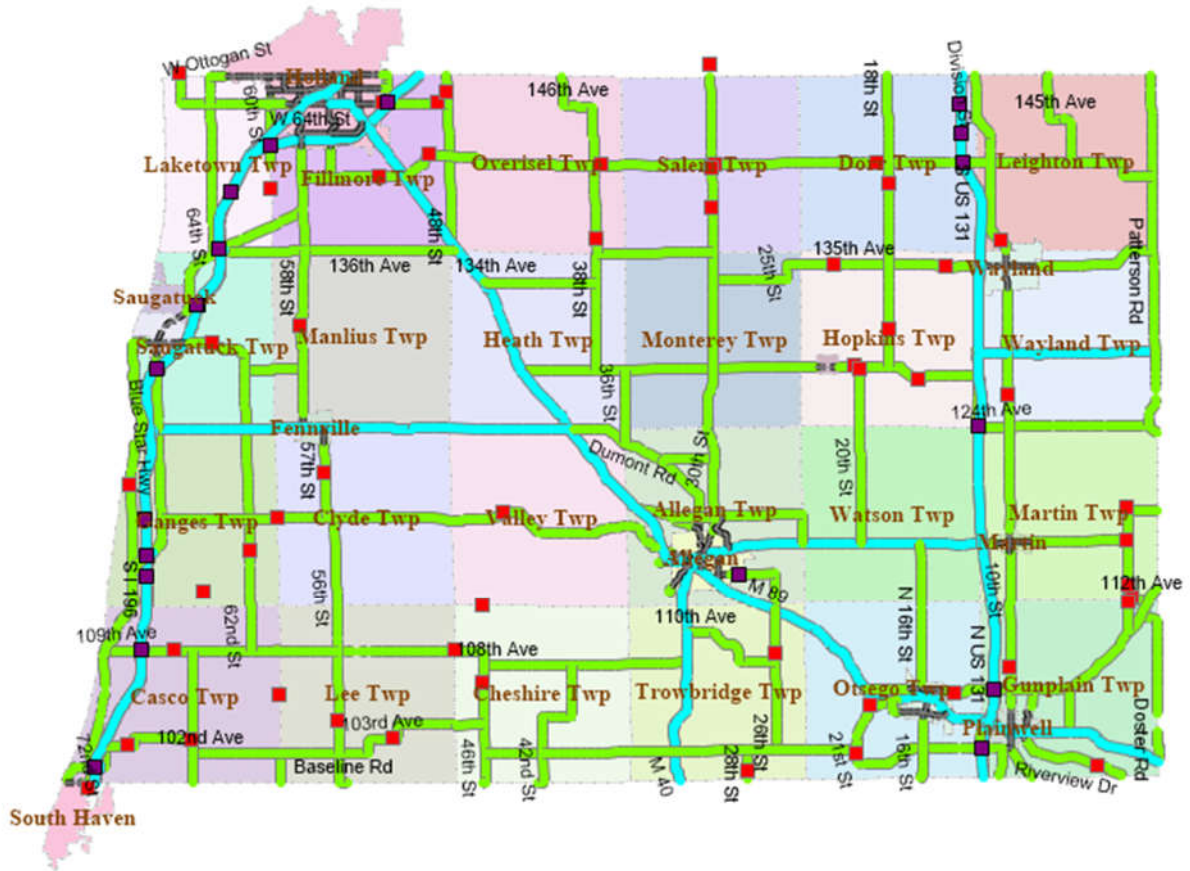 W Ottogan St
Holland
60th St
W 64th St
146th Ave
18th St
Division
145th Ave
Laketown Twp
Fillmore Twp
Overisel Twp
Salem Twp
Dorr Twp
Leighton Twp
S US 131
64th St
48th St
Patterson Rd
58th St
136th Ave
134th Ave
38th St
25th St
135th Ave
Wayland
Saugatuck
Saugatuck Twp
Manlius Twp
Heath Twp
Monterey Twp
Hopkins Twp
Wayland Twp
Blue Star Hwy
36th St
124th Ave
Fennville
57th St
Dumont Rd
30th St
20th St
Ganges Twp
Clyde Twp
Valley Twp
Allegan Twp
Watson Twp
Martin Twp
Allegan
Martin
S I 196
56th St
M 89
10th St
112th Ave
109th Ave
62nd St
108th Ave
110th Ave
N 16th St
N US 131
Casco Twp
Lee Twp
Cheshire Twp
Trowbridge Twp
Otsego Twp
Gunplain Twp
103rd Ave
102nd Ave
Plainwell
Doster Rd
Baseline Rd
46th St
42nd St
M 40
28th St
26th St
21st St
16th St
Riverview Dr
South Haven